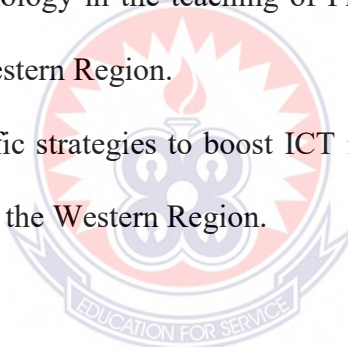 ology in the teaching of
estern Region.
fic strategies to boost ICT
the Western Region.
EDUCATION FOR SERVICE